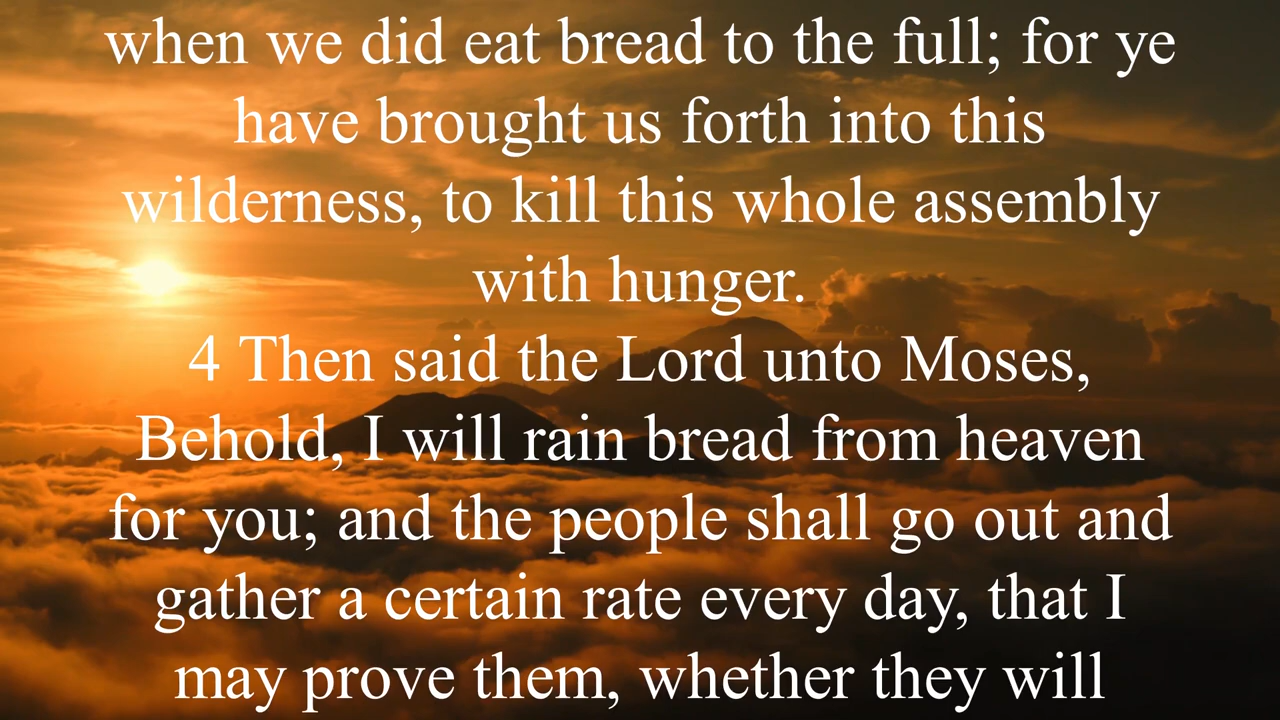 when we did eat bread to the full; for ye
have brought us forth into this
wilderness, to kill this whole assembly
with hunger.
4 Then said the Lord unto Moses,
Behold, I will rain bread from heaven
for you; and the people shall go out and
gather a certain rate every day, that I
may prove them, whether they will